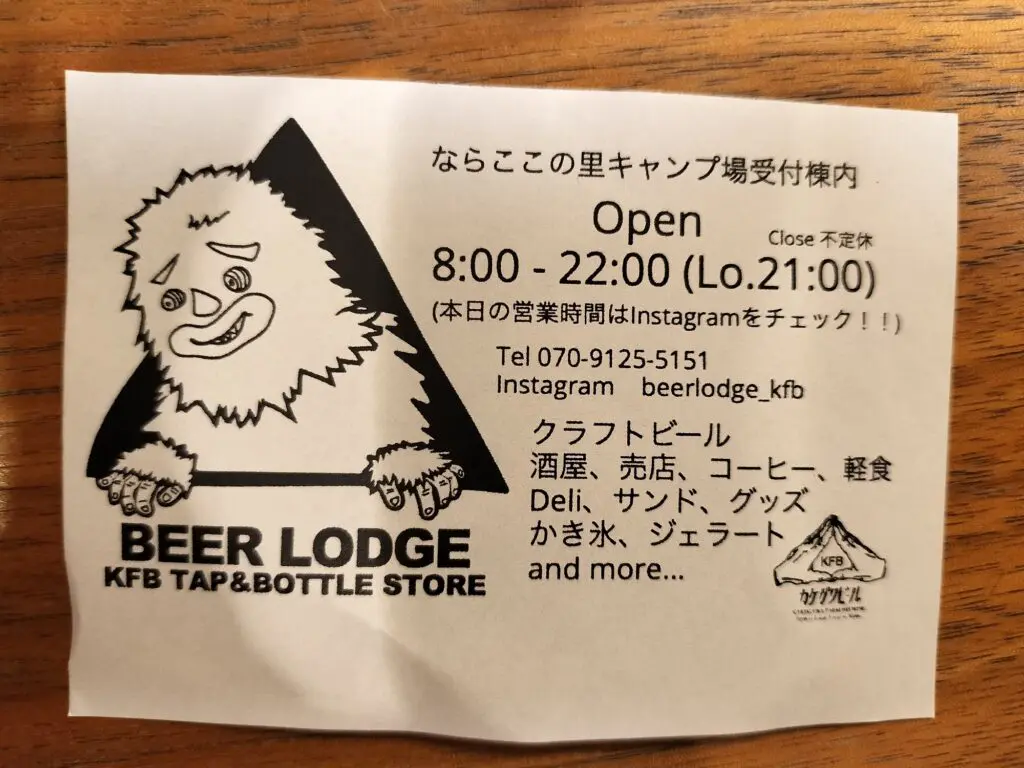 ならここの里キャンプ場受付棟内
Open
Close 不定休
8:00 - 22:00 (Lo.21:00)
(本日の営業時間はInstagramをチェック！！)
Tel 070-9125-5151
Instagram beerlodge_kfb
クラフトビール
酒屋、売店、コーヒー、軽食
Deli、サンド、グッズ
かき氷、ジェラート
and more...
BEER LODGE
KFB TAP&BOTTLE STORE
KFB
カケガワビール